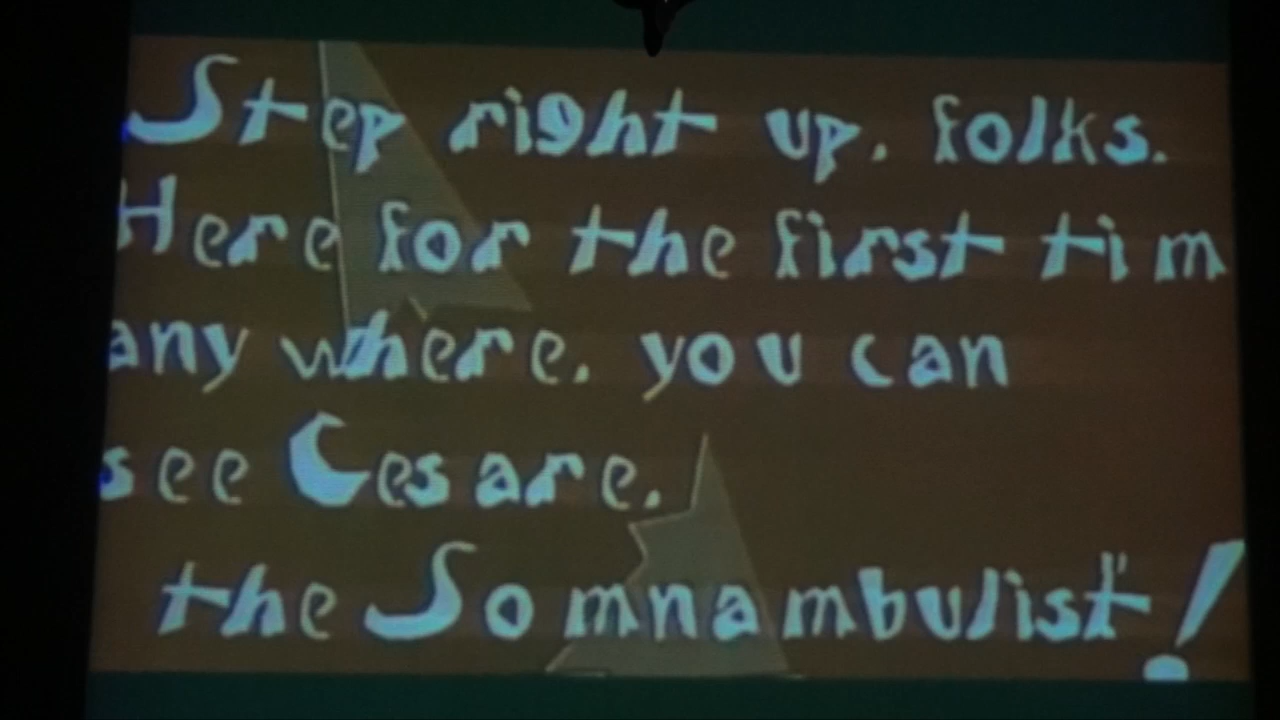 Step right up, folks.
Here for the first tim
any where, you can
see Cesare,
the Somnambulist!